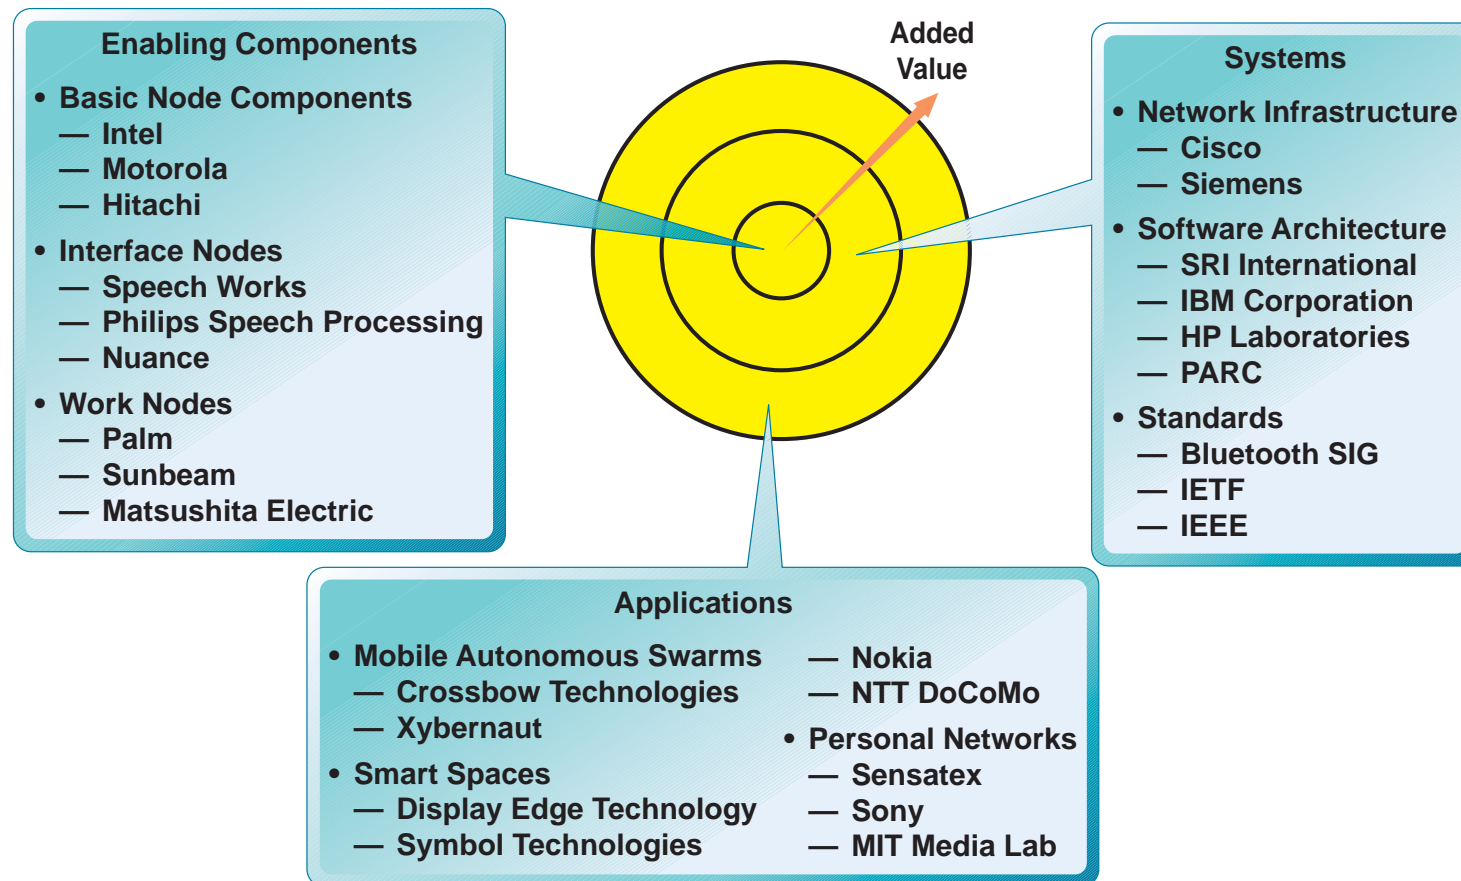 Enabling Components
• Basic Node Components
— Intel
— Motorola
— Hitachi
• Interface Nodes
— Speech Works
— Philips Speech Processing
— Nuance
• Work Nodes
— Palm
— Sunbeam
— Matsushita Electric
Added
Value
Systems
• Network Infrastructure
— Cisco
— Siemens
• Software Architecture
— SRI International
— IBM Corporation
— HP Laboratories
— PARC
• Standards
— Bluetooth SIG
— IETF
— IEEE
Applications
• Mobile Autonomous Swarms
— Crossbow Technologies
— Xybernaut
• Smart Spaces
— Display Edge Technology
— Symbol Technologies
— Nokia
— NTT DoCoMo
• Personal Networks
— Sensatex
— Sony
— MIT Media Lab